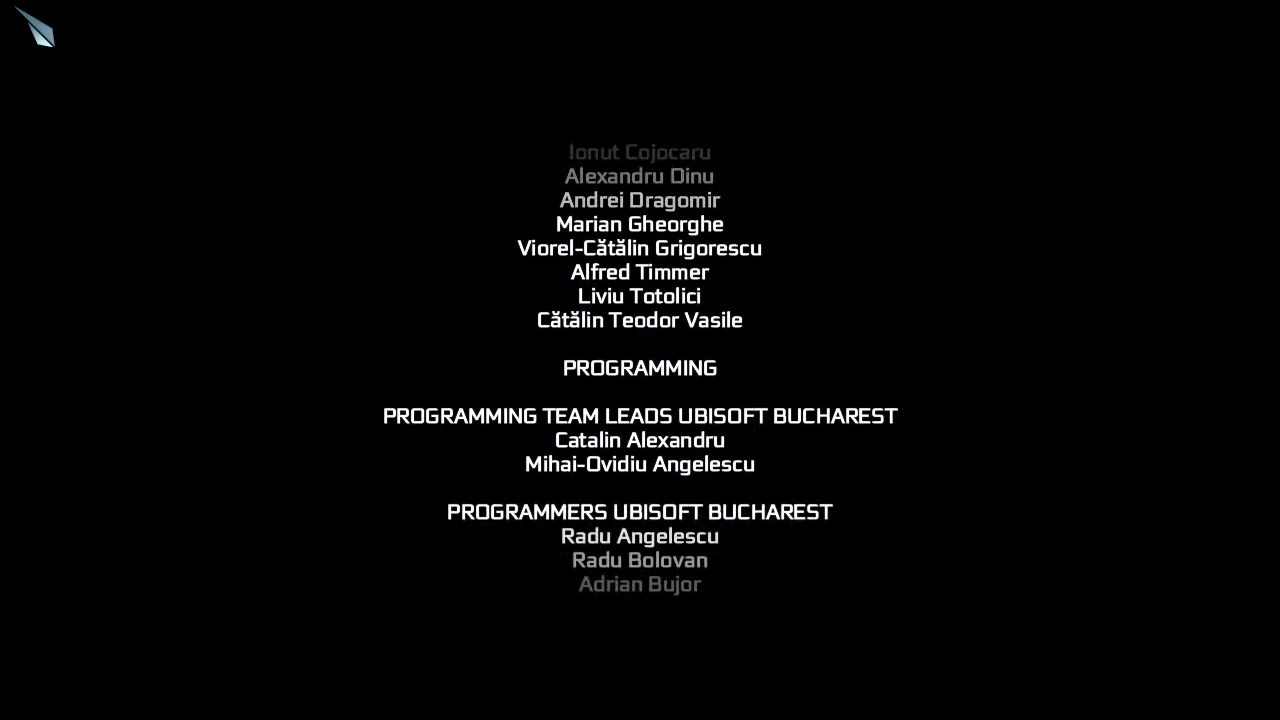 Ionut Cojocaru
Alexandru Dinu
Andrei Dragomir
Marian Gheorghe
Viorel-Cătălin Grigorescu
Alfred Timmer
Liviu Totolici
Cătălin Teodor Vasile
PROGRAMMING
PROGRAMMING TEAM LEADS UBISOFT BUCHAREST
Catalin Alexandru
Mihai-Ovidiu Angelescu
PROGRAMMERS UBISOFT BUCHAREST
Radu Angelescu
Radu Bolovan
Adrian Bujor